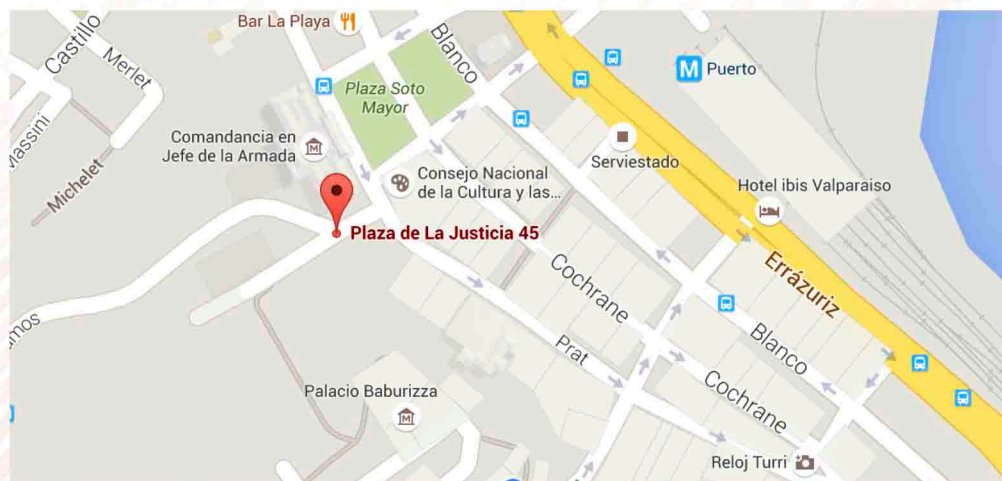 Bar La Playa
Castillo
Merlet
Blanco
M Puerto
Plaza Soto
Mayor
Massini
Comandancia en
Jefe de la Armada
Serviestado
Michelet
Consejo Nacional
de la Cultura y las...
Hotel ibis Valparaiso
Plaza de La Justicia 45
Errázuriz
Cochrane
mos
Prat
Blanco
Palacio Baburizza
Cochrane
Reloj Turri